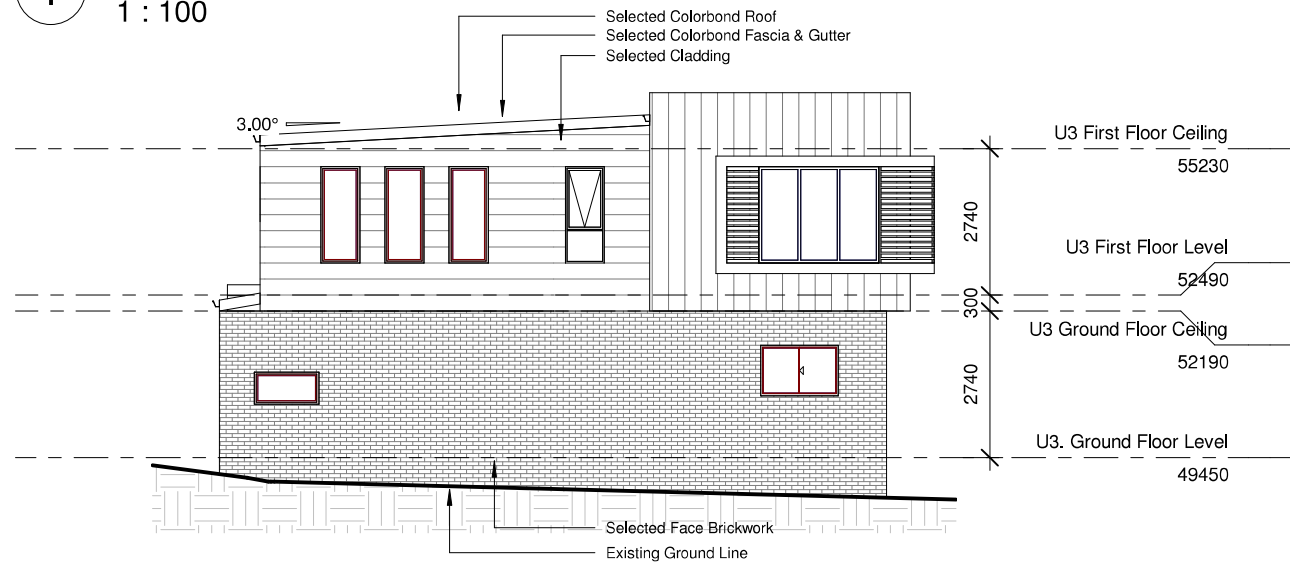 1 : 100
Selected Colorbond Roof
Selected Colorbond Fascia & Gutter
Selected Cladding
3.00°
U3 First Floor Ceiling
55230
2740
U3 First Floor Level
52490
300
U3 Ground Floor Ceiling
52190
2740
U3. Ground Floor Level
49450
Selected Face Brickwork
Existing Ground Line